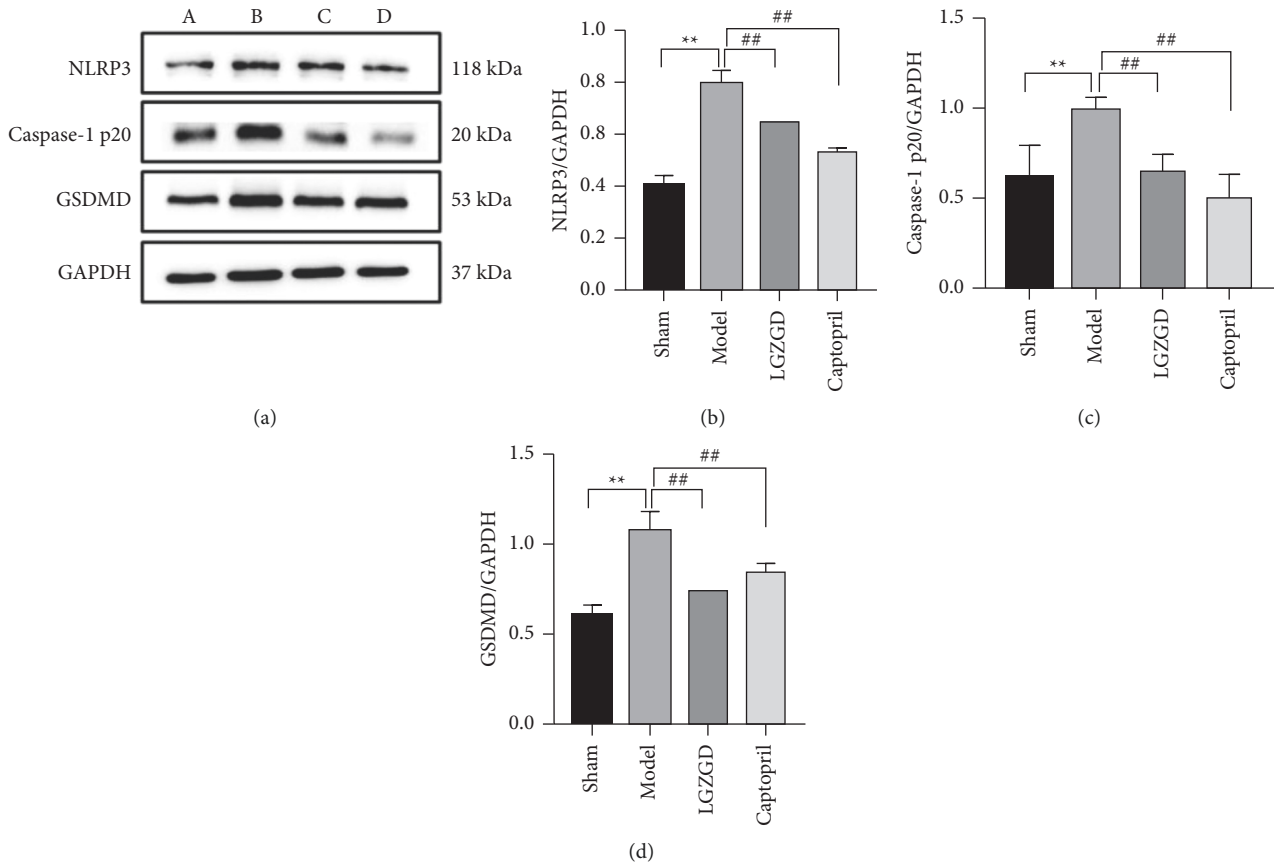 A B C D
NLRP3 118 kDa
Caspase-1 p20 20 kDa
GSDMD 53 kDa
GAPDH 37 kDa
(a)
NLRP3/GAPDH
1.0
0.8
0.8
0.4
0.2
0.0
** ## ##
Sham
Model
LGZGD
Captopril
(b)
Caspase-1 p20/GAPDH
1.5
1.0
0.5
0.0
** ## ##
Sham
Model
LGZGD
Captopril
(c)
GSDMD/GAPDH
1.5
1.0
0.5
0.0
** ## ##
Sham
Model
LGZGD
Captopril
(d)